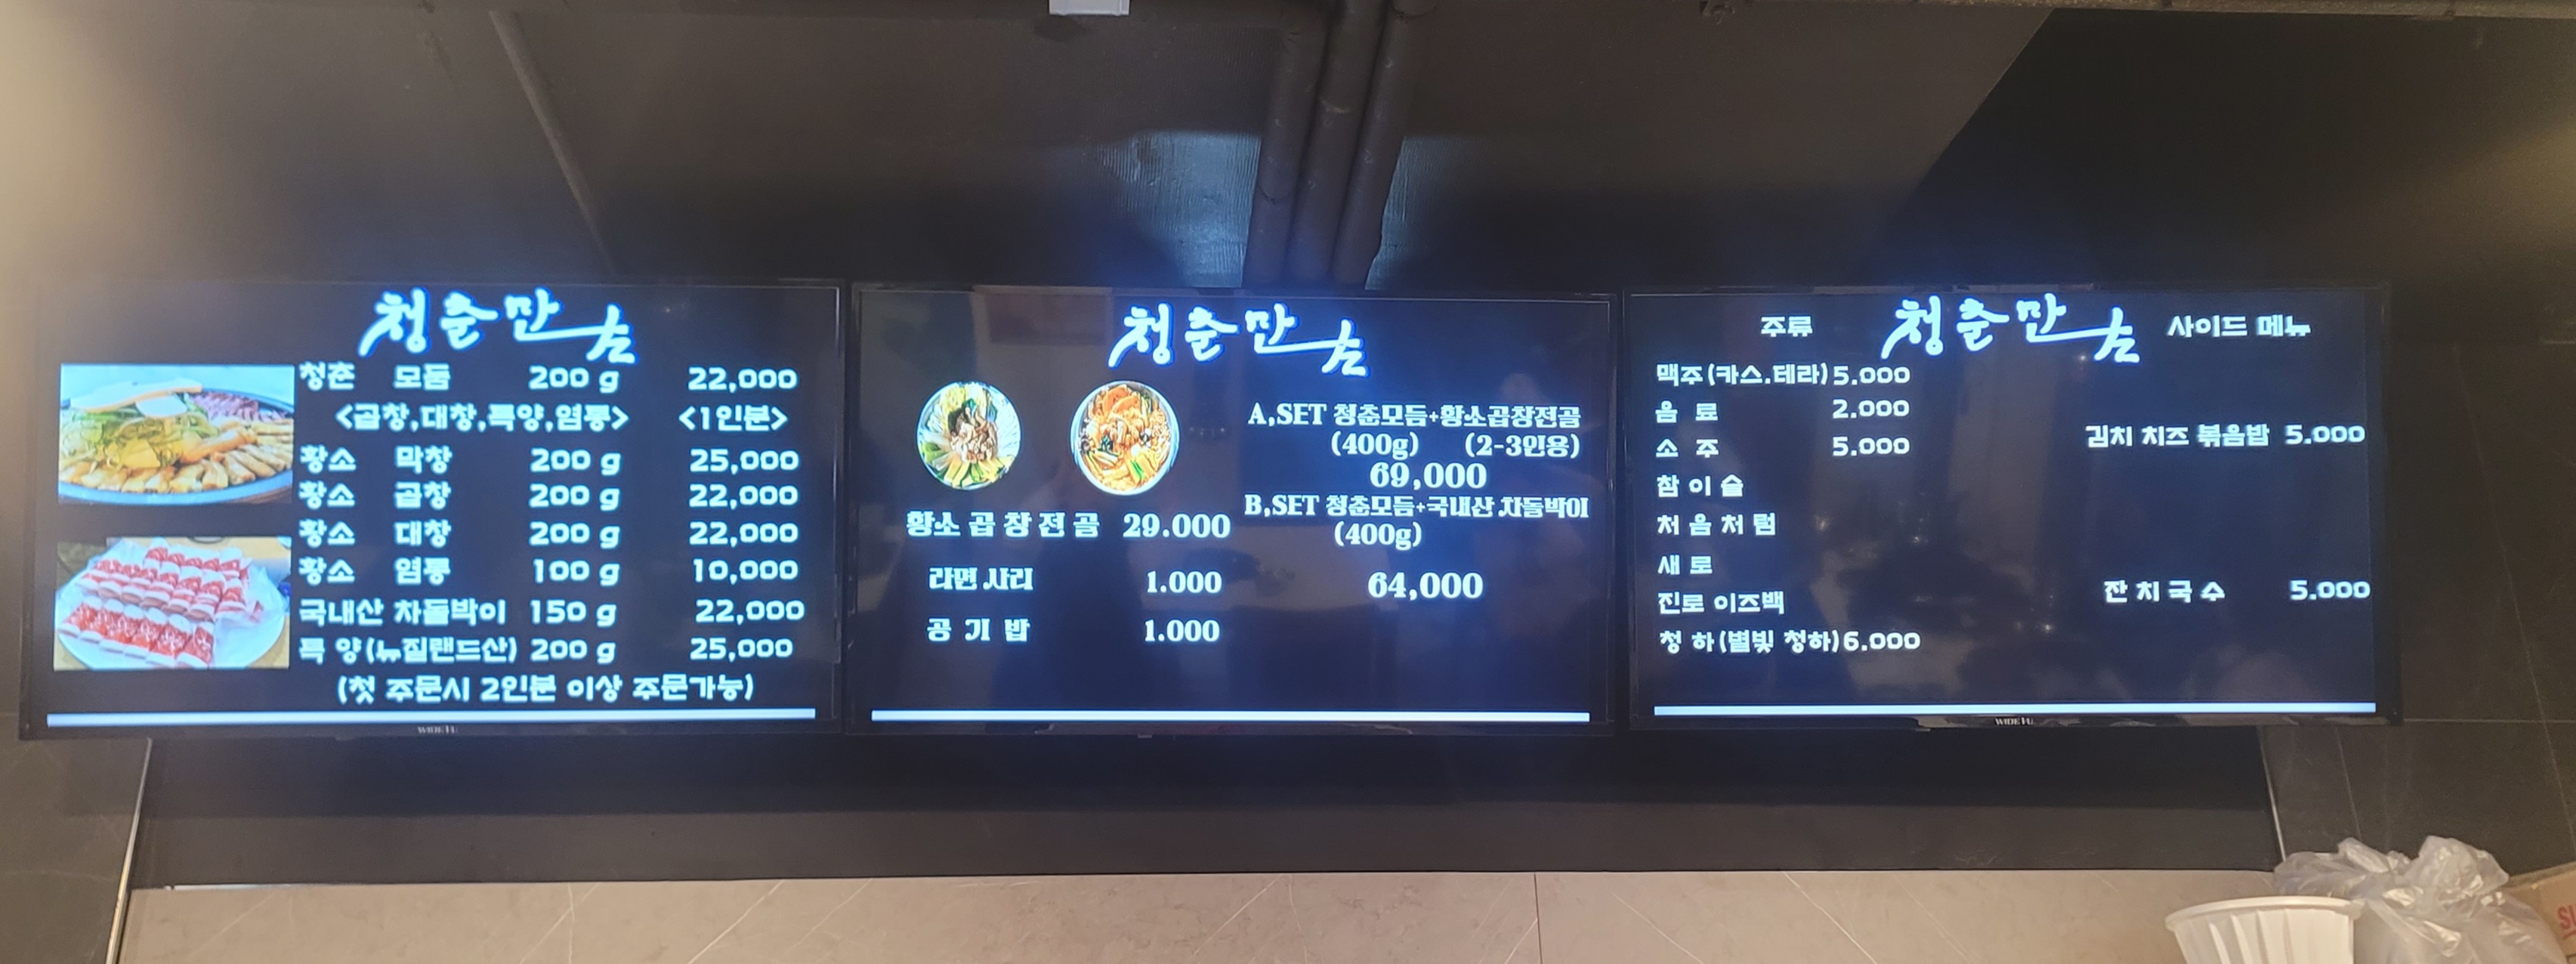 청춘만남
청춘 모듬 200 g 22,000
<곱창,대창,특양,염통> <1인분>
황소 막창 200 g 25,000
황소 곱창 200 g 22,000
황소 대창 200 g 22,000
황소 염통 100 g 10,000
국내산 차돌박이 150 g 22,000
특 양(뉴질랜드산) 200 g 25,000
(첫 주문시 2인분 이상 주문가능)
청춘만
황소 곱창전골 29.000
라면 사리 1.000
공 기 밥 1.000
A,SET 청춘모듬+황소곱창전골
(400g) (2-3인용)
69,000
B,SET 청춘모듬+국내산 차돌박이
(400g)
64,000
주류
청춘만
사이드 메뉴
맥주(카스.테라) 5.000
음 료 2.000
소 주 5.000
참 이 슬
처 음 처 럼
새 로
진로 이즈백
청 하(별빛 청하) 6.000
김치 치즈 볶음밥 5.000
잔 치 국 수 5.000